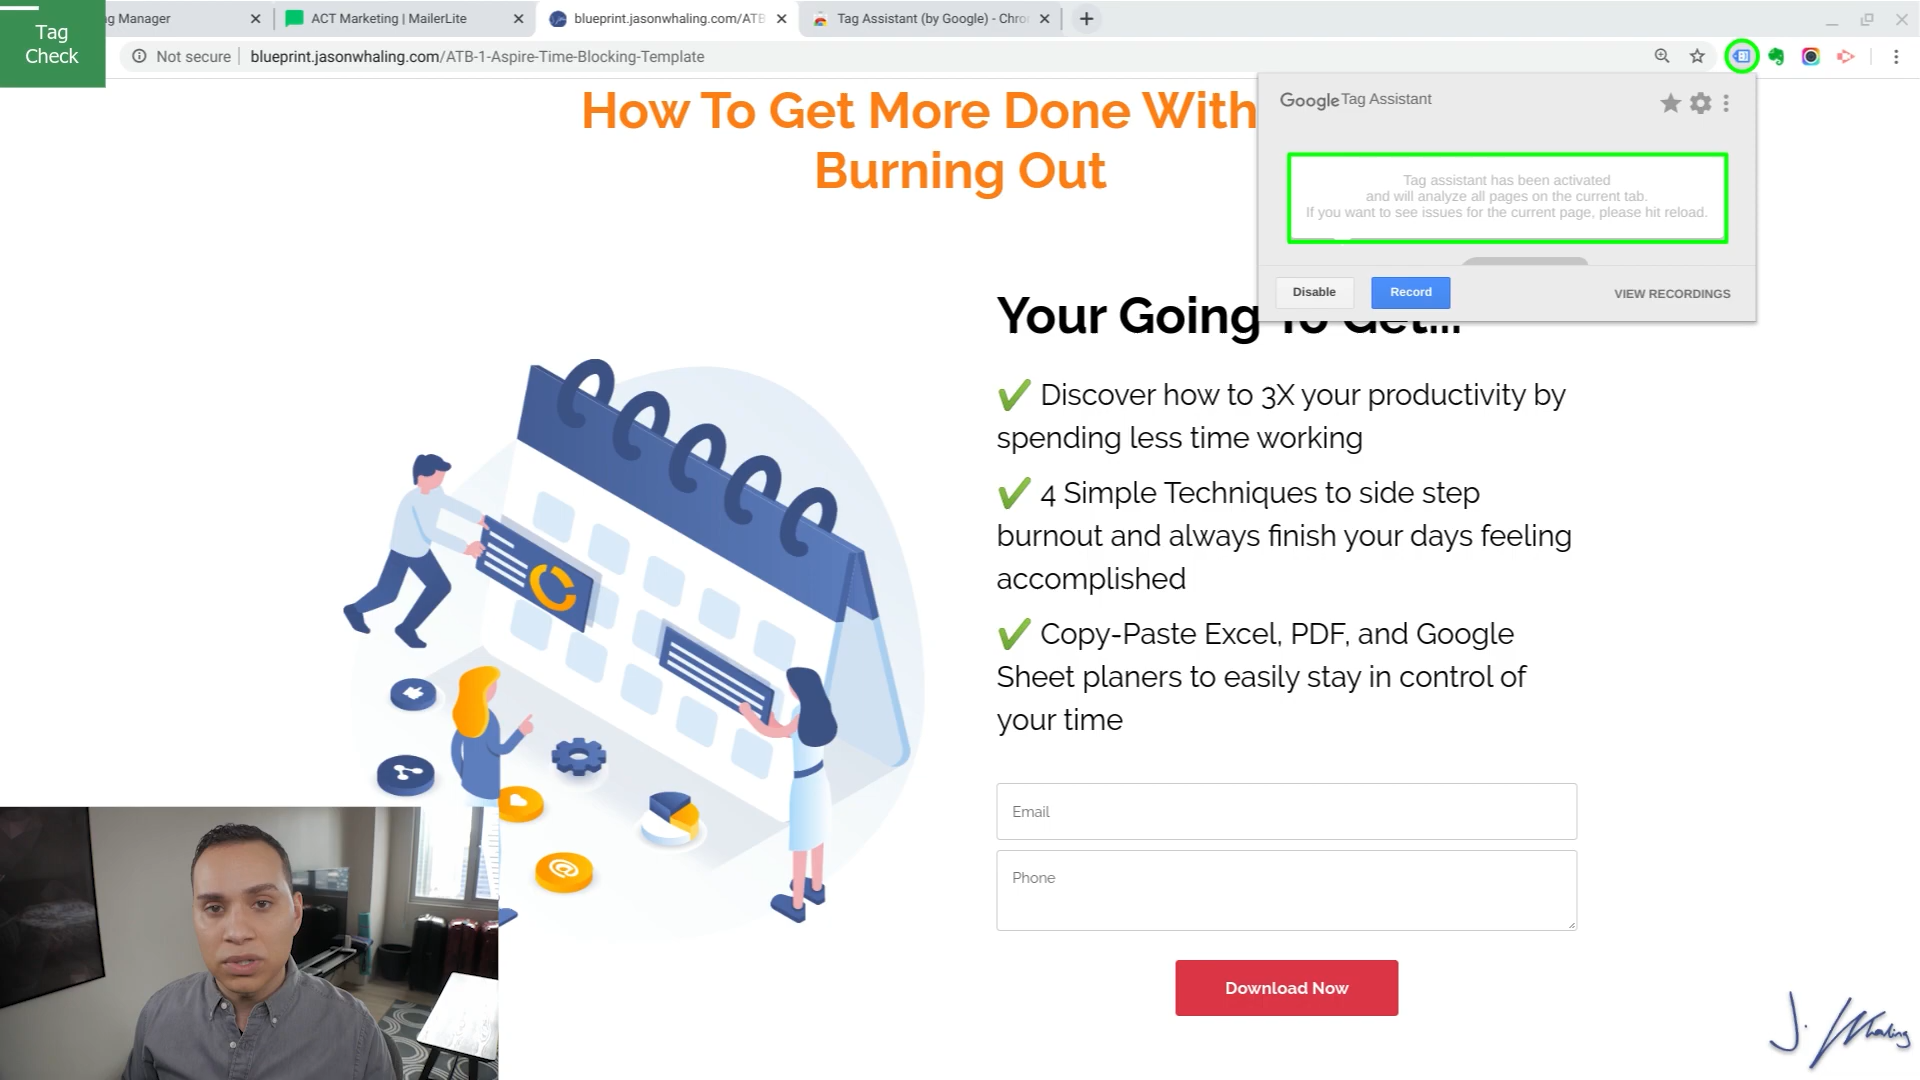 Tag
Check
g Manager
ACT Marketing | MailerLite
blueprint.jasonwhaling.com/ATB
Tag Assistant (by Google) - Chro
Not secure
blueprint.jasonwhaling.com/ATB-1-Aspire-Time-Blocking-Template
How To Get More Done With
Burning Out
Google Tag Assistant
Tag assistant has been activated
and will analyze all pages on the current tab.
If you want to see issues for the current page, please hit reload.
Disable
Record
VIEW RECORDINGS
Your Going To Get...
✔ Discover how to 3X your productivity by
spending less time working
✔ 4 Simple Techniques to side step
burnout and always finish your days feeling
accomplished
✔ Copy-Paste Excel, PDF, and Google
Sheet planers to easily stay in control of
your time
Email
Phone
Download Now
J. Whaling